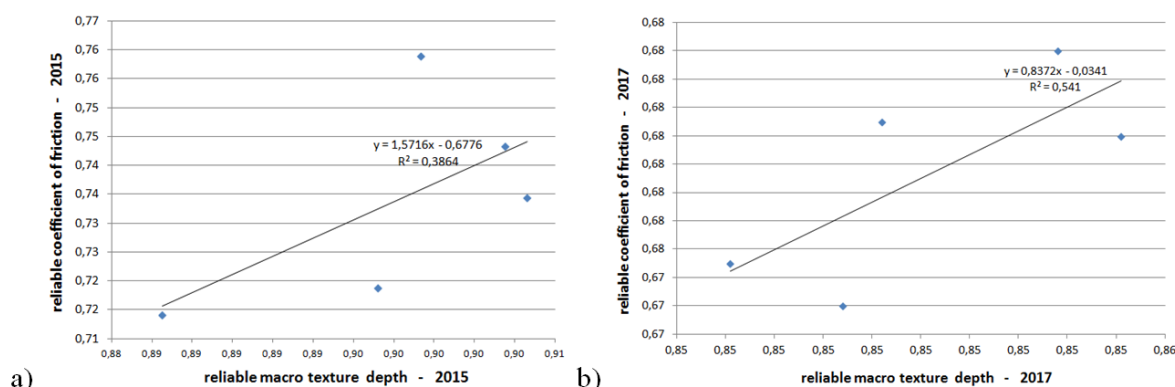 0,77
0,76
0,76
0,75
0,75
0,74
0,74
0,73
0,73
0,72
0,72
0,71
reliable coefficient of friction - 2015
y = 1,5716x - 0,6776
R² = 0,3864
0,88 0,89 0,89 0,89 0,89 0,90 0,90 0,90 0,90 0,90 0,91
reliable macro texture depth - 2015
a)
0,68
0,68
0,68
0,68
0,68
0,68
0,68
0,68
0,68
0,67
0,67
0,67
reliable coefficient of friction - 2017
y = 0,8372x - 0,0341
R² = 0,541
0,85 0,85 0,85 0,85 0,85 0,85 0,85 0,85 0,85 0,85 0,86
reliable macro texture depth - 2017
b)